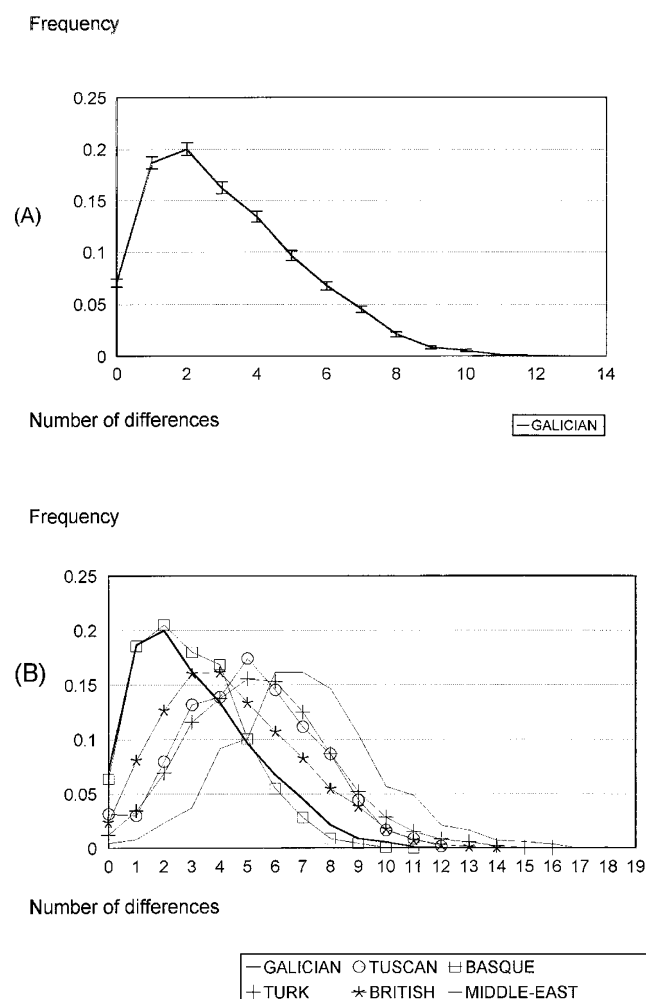 Frequency
0.25
0.2
0.15
(A)
0.1
0.05
0
0 2 4 6 8 10 12 14
Number of differences
GALICIAN
Frequency
0.25
0.2
(B)
0.15
0.1
0.05
0
0 1 2 3 4 5 6 7 8 9 10 11 12 13 14 15 16 17 18 19
Number of differences
GALICIAN TUSCAN BASQUE
TURK BRITISH MIDDLE-EAST